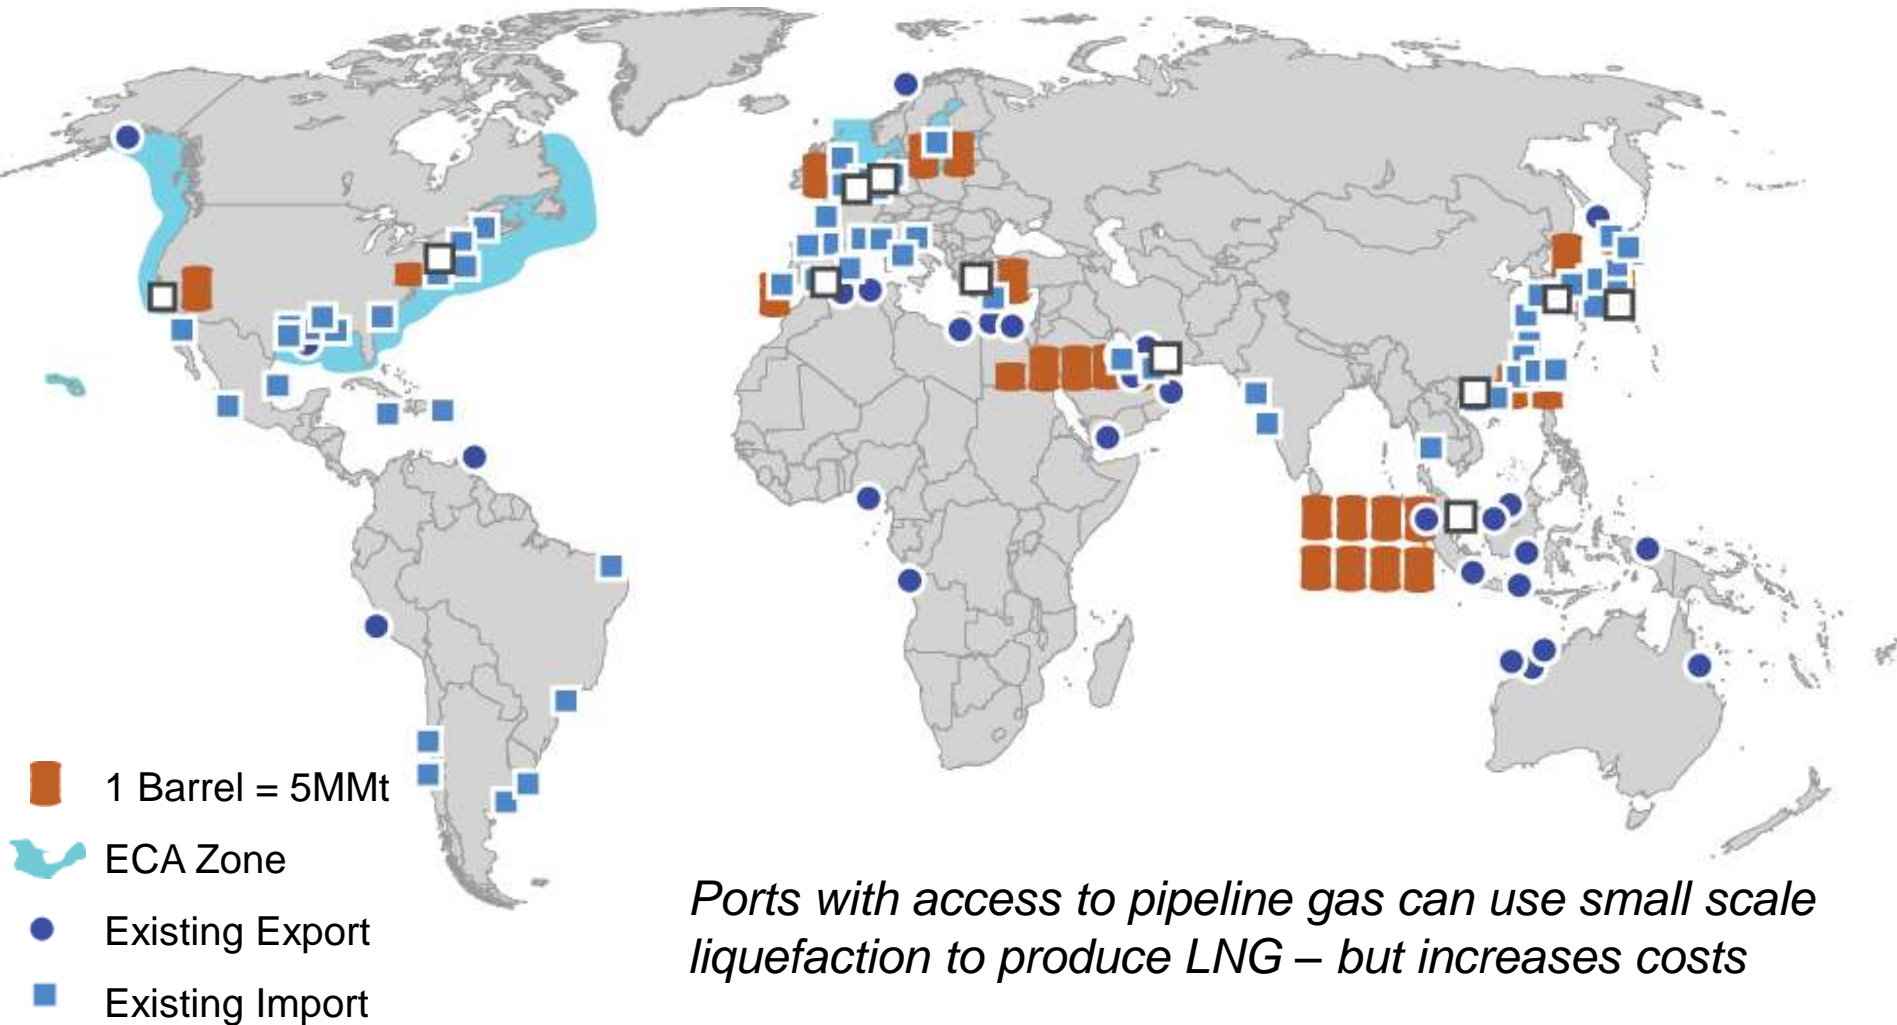 1 Barrel = 5MMt
ECA Zone
Existing Export
Existing Import
Ports with access to pipeline gas can use small scale
liquefaction to produce LNG – but increases costs